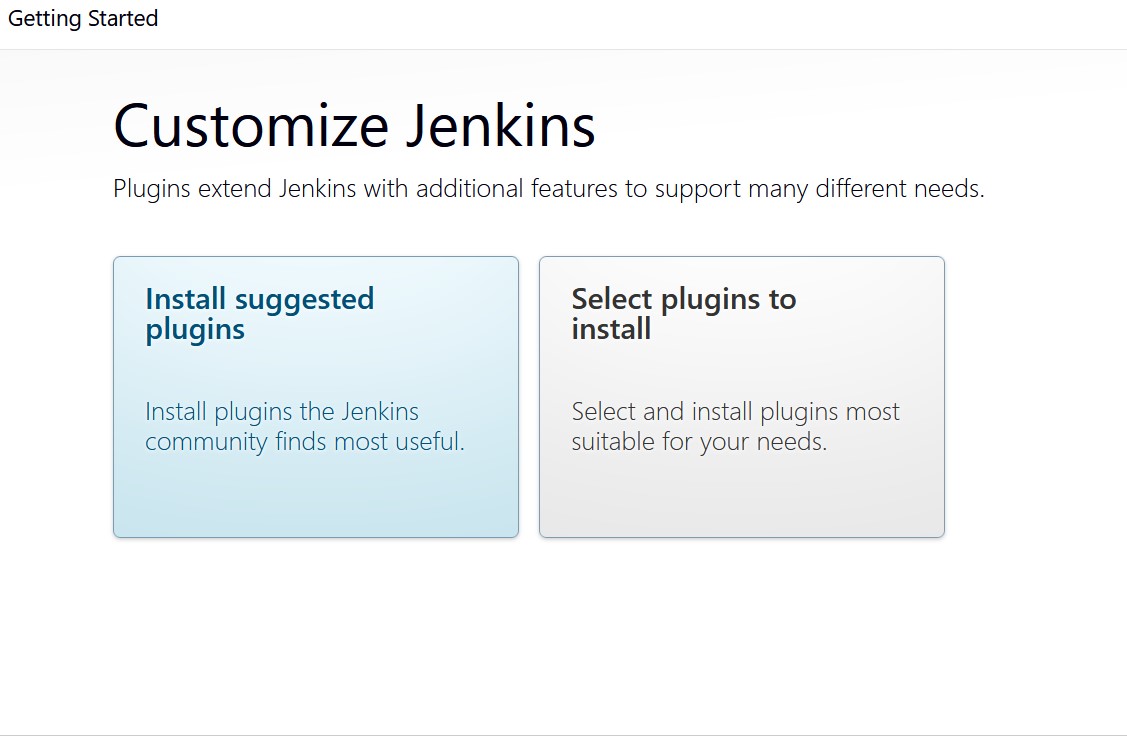 Getting Started
Customize Jenkins
Plugins extend Jenkins with additional features to support many different needs.
Install suggested
plugins
Install plugins the Jenkins
community finds most useful.
Select plugins to
install
Select and install plugins most
suitable for your needs.